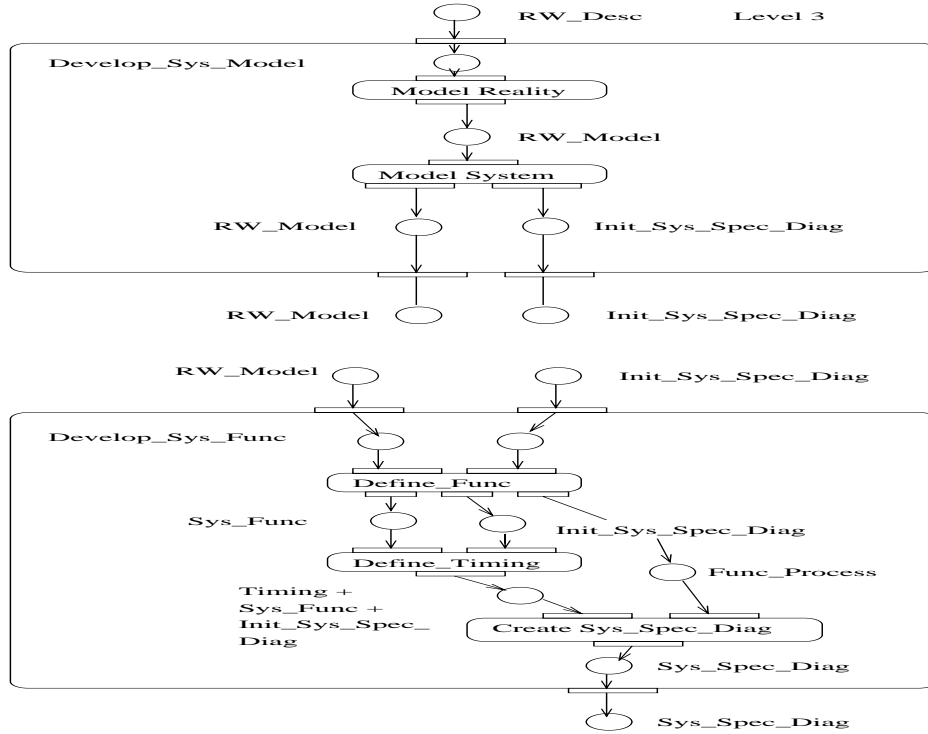 RW_Desc Level 3
Develop_Sys_Model
Model Reality
RW_Model
Model System
RW_Model Init_Sys_Spec_Diag
RW_Model Init_Sys_Spec_Diag
RW_Model Init_Sys_Spec_Diag
Develop_Sys_Func
Define_Func
Sys_Func Init_Sys_Spec_Diag
Define_Timing
Func_Process
Timing +
Sys_Func +
Init_Sys_Spec_
Diag
Create Sys_Spec_Diag
Sys_Spec_Diag
Sys_Spec_Diag